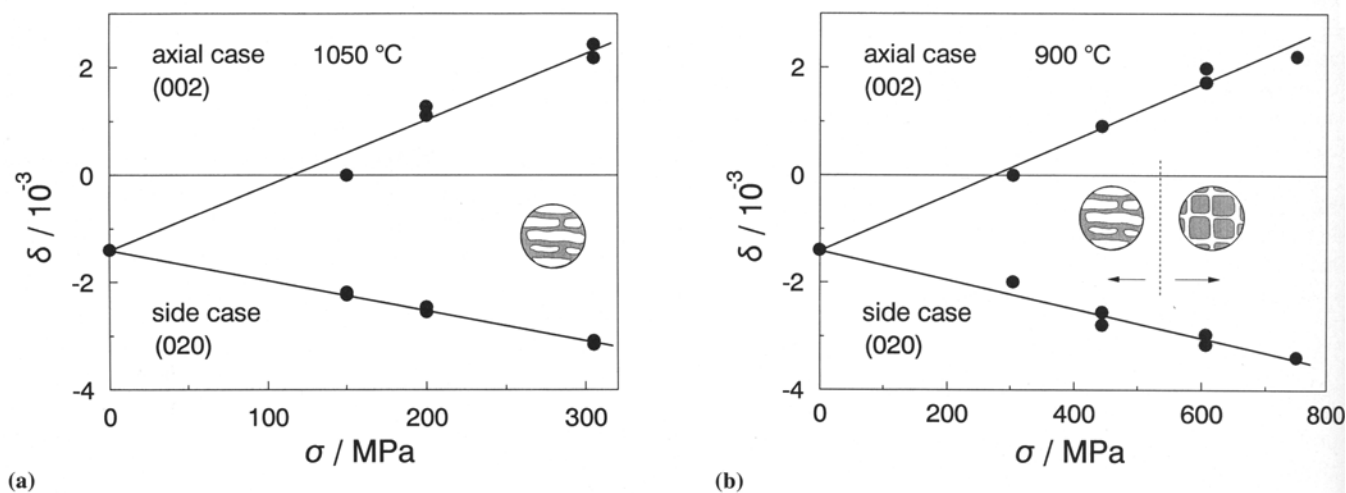 axial case 1050 °C
(002)
side case
(020)
2
0
-2
-4
δ / 10⁻³
0 100 200 300
σ / MPa
(a)
axial case 900 °C
(002)
side case
(020)
2
0
-2
-4
δ / 10⁻³
0 200 400 600 800
σ / MPa
(b)